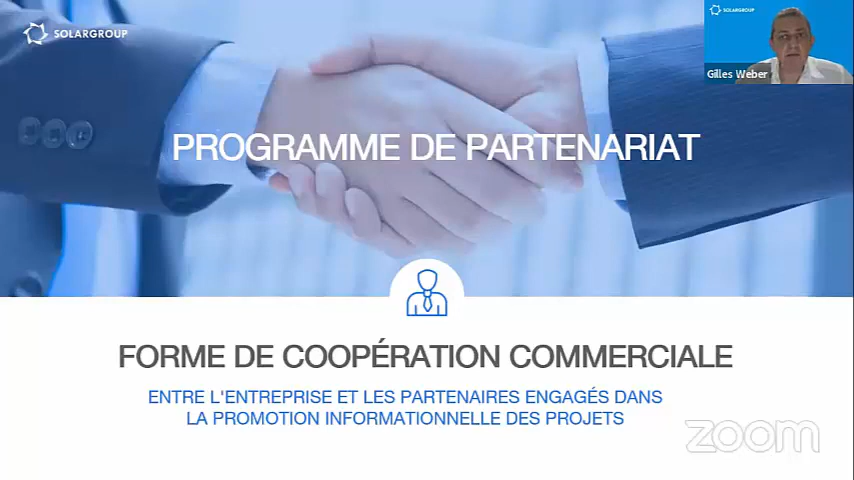 SOLARGROUP
SOLARGROUP
Gilles Weber
PROGRAMME DE PARTENARIAT
FORME DE COOPÉRATION COMMERCIALE
ENTRE L'ENTREPRISE ET LES PARTENAIRES ENGAGÉS DANS
LA PROMOTION INFORMATIONNELLE DES PROJETS
zoom